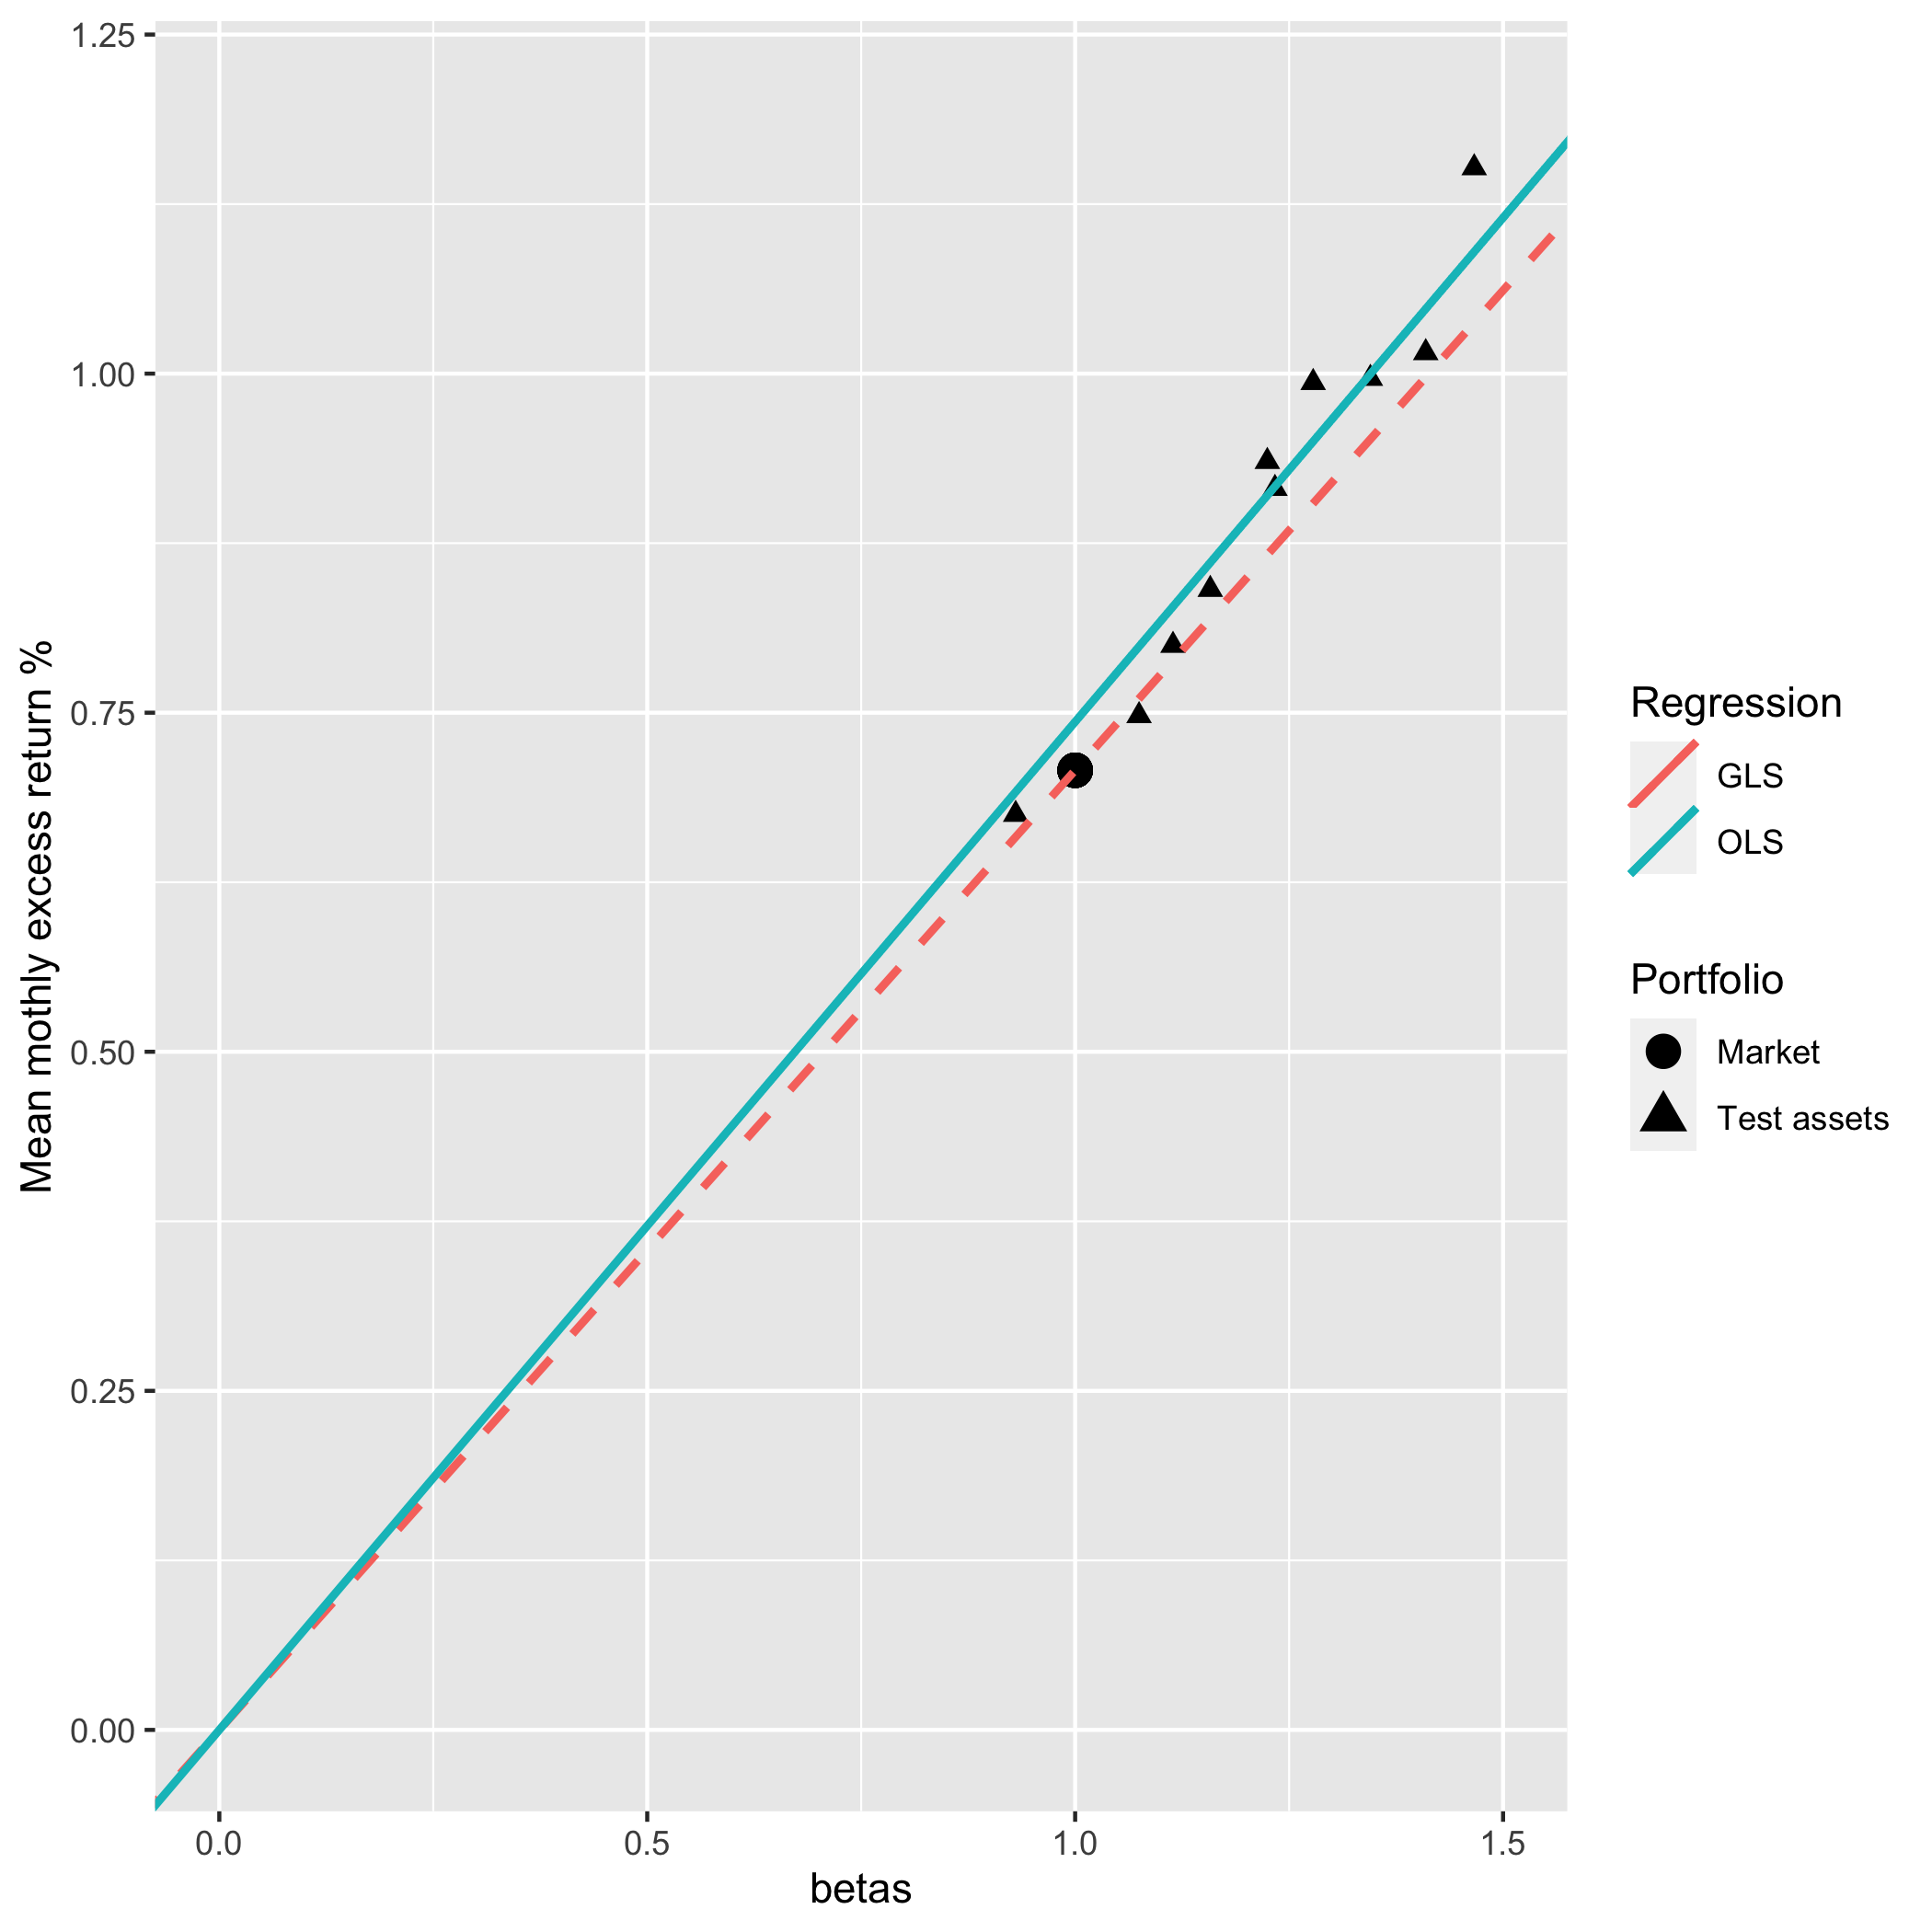 1.25
1.00
0.75
0.50
0.25
0.00
Mean mothly excess return %
0.0
0.5
1.0
1.5
betas
Regression
GLS
OLS
Portfolio
Market
Test assets